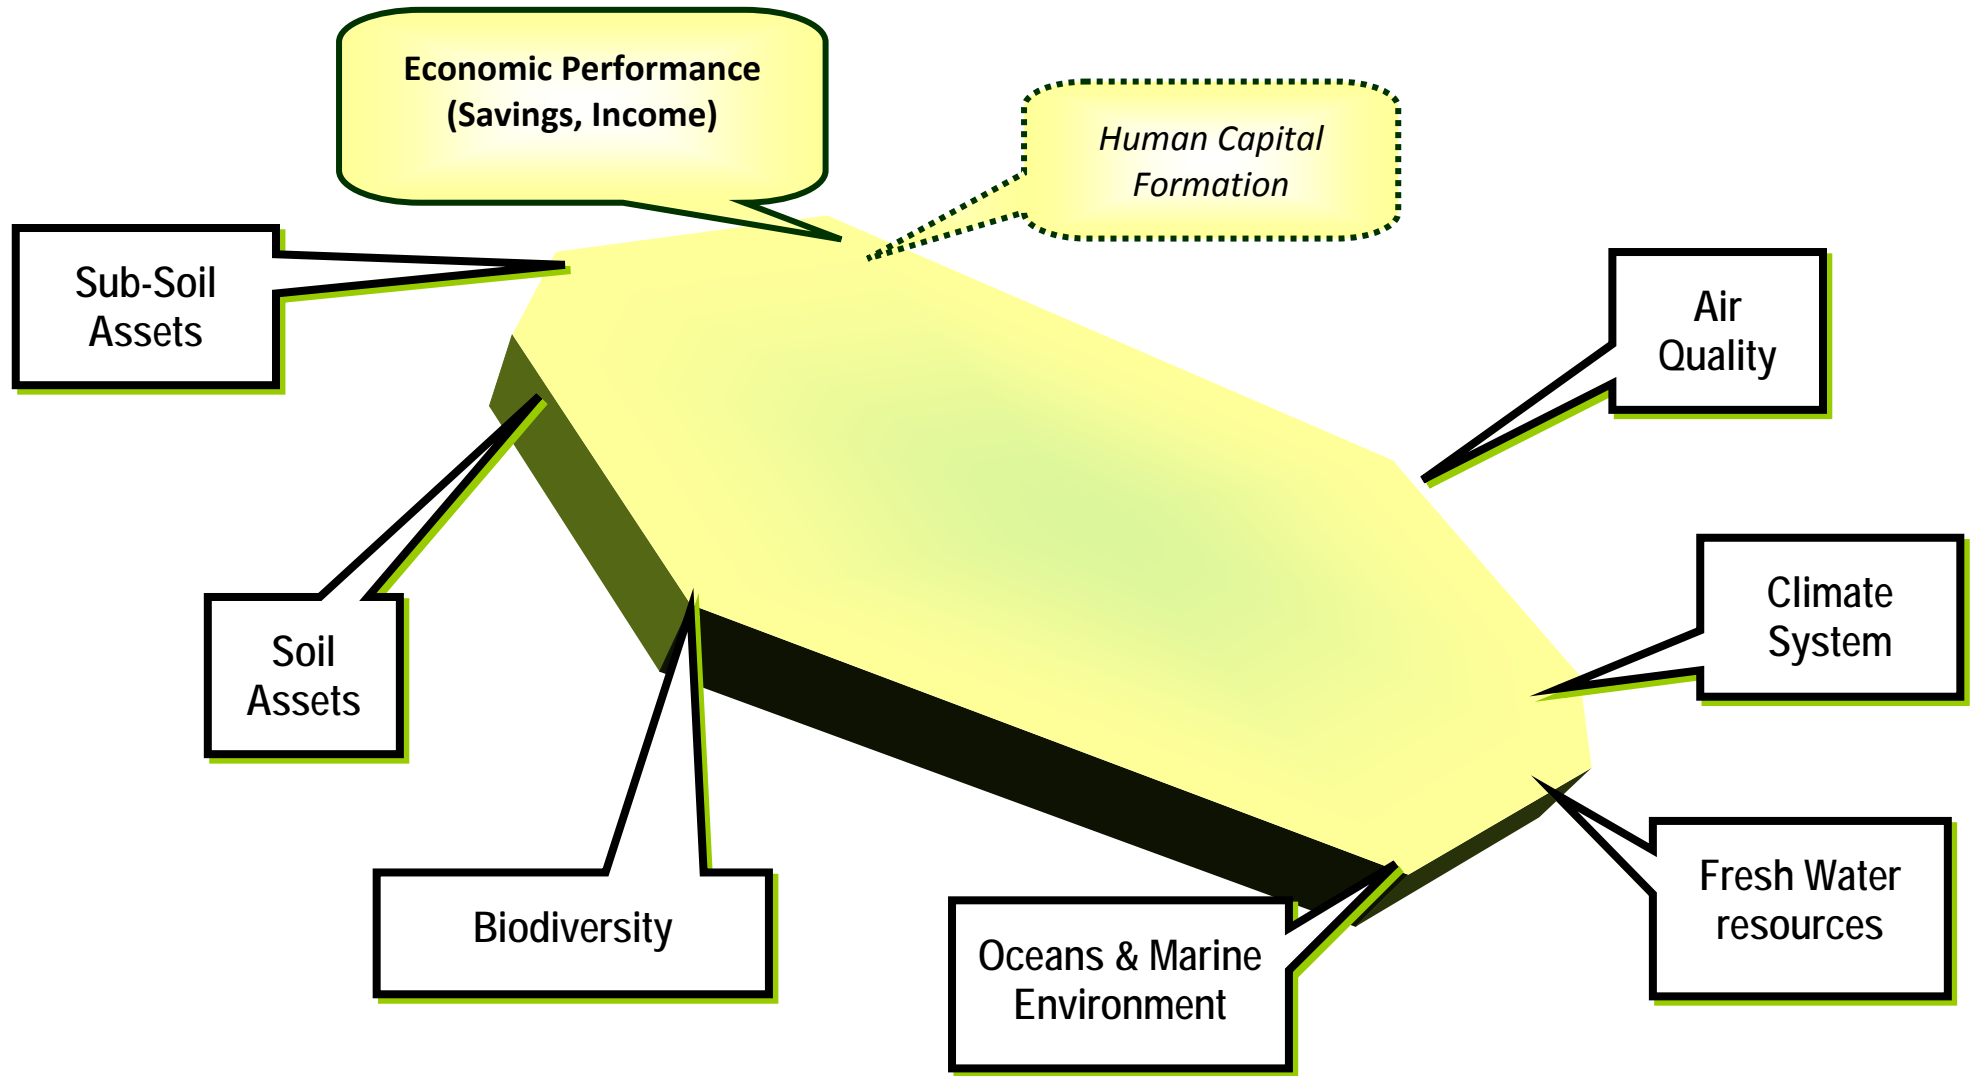 Economic Performance
(Savings, Income)
Human Capital
Formation
Sub-Soil
Assets
Air
Quality
Climate
System
Soil
Assets
Fresh Water
resources
Biodiversity
Oceans & Marine
Environment